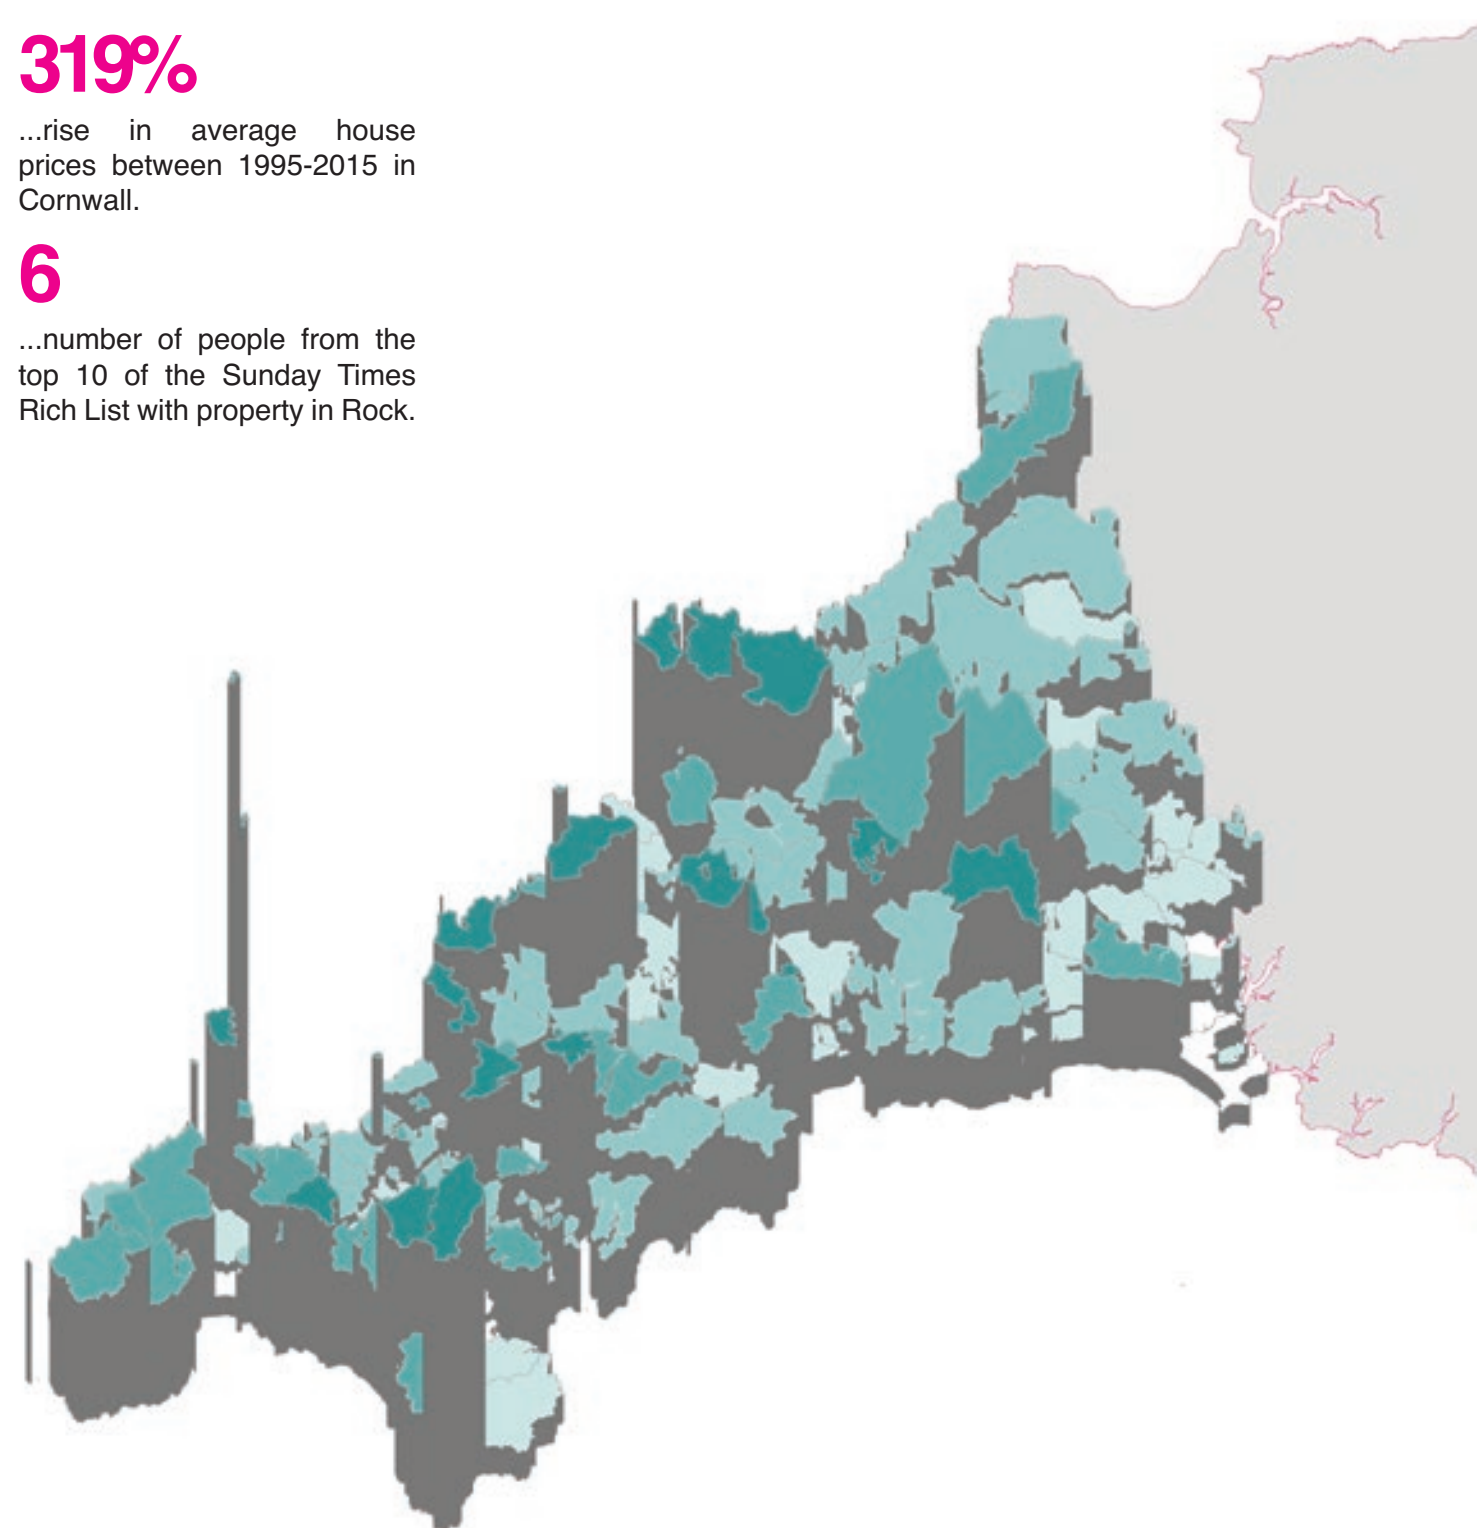 319%
...rise in average house
prices between 1995-2015 in
Cornwall.
6
...number of people from the
top 10 of the Sunday Times
Rich List with property in Rock.